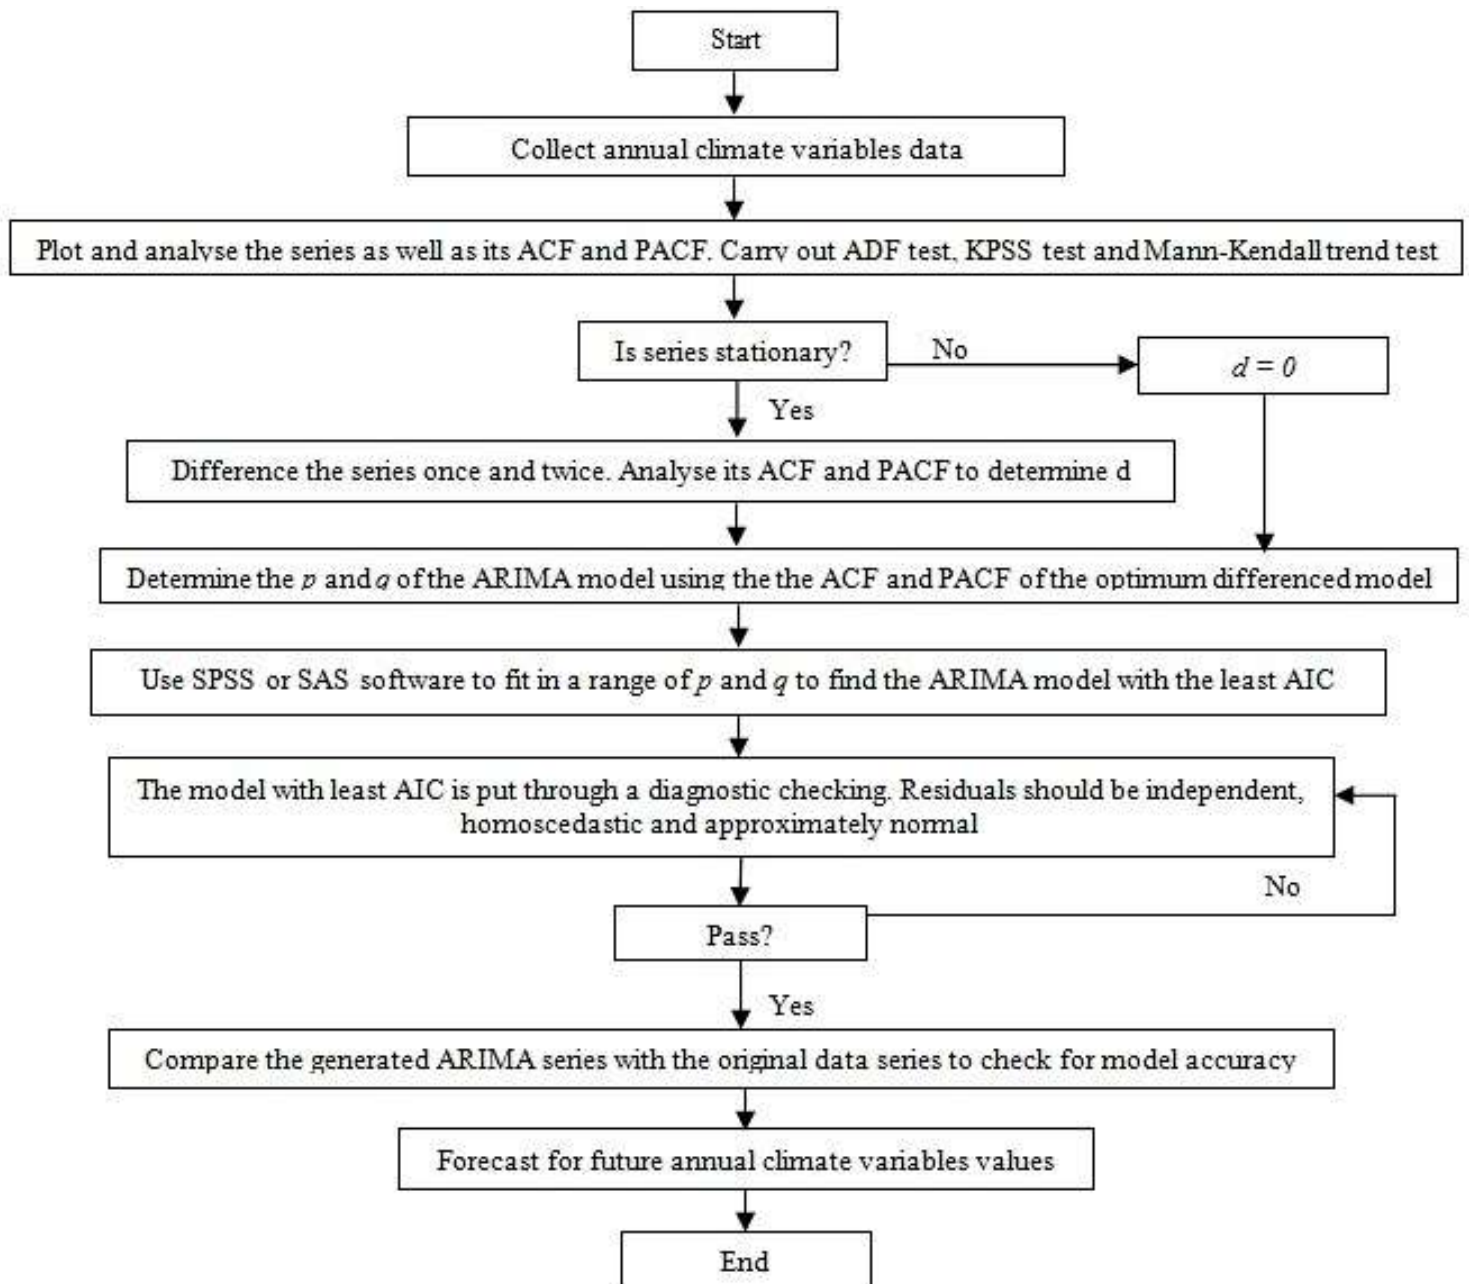 Start
Collect annual climate variables data
Plot and analyse the series as well as its ACF and PACF. Carry out ADF test, KPSS test and Mann-Kendall trend test
Is series stationary?
No
d = 0
Yes
Difference the series once and twice. Analyse its ACF and PACF to determine d
Determine the p and q of the ARIMA model using the the ACF and PACF of the optimum differenced model
Use SPSS or SAS software to fit in a range of p and q to find the ARIMA model with the least AIC
The model with least AIC is put through a diagnostic checking. Residuals should be independent,
homoscedastic and approximately normal
No
Pass?
Yes
Compare the generated ARIMA series with the original data series to check for model accuracy
Forecast for future annual climate variables values
End